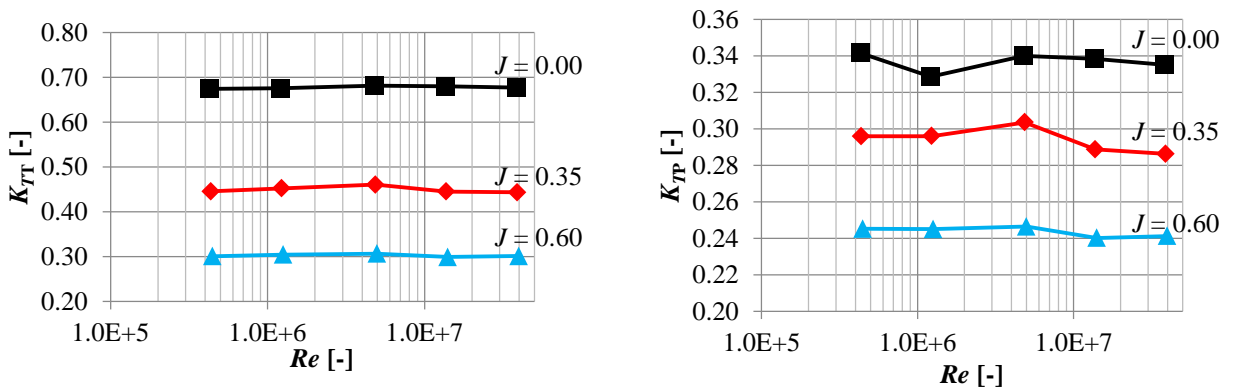 0.80
0.70
0.60
0.50
0.40
0.30
0.20
K_TT [-]
J = 0.00
J = 0.35
J = 0.60
1.0E+5
1.0E+6
1.0E+7
Re [-]
0.36
0.34
0.32
0.30
0.28
0.26
0.24
0.22
0.20
K_TP [-]
J = 0.00
J = 0.35
J = 0.60
1.0E+5
1.0E+6
1.0E+7
Re [-]